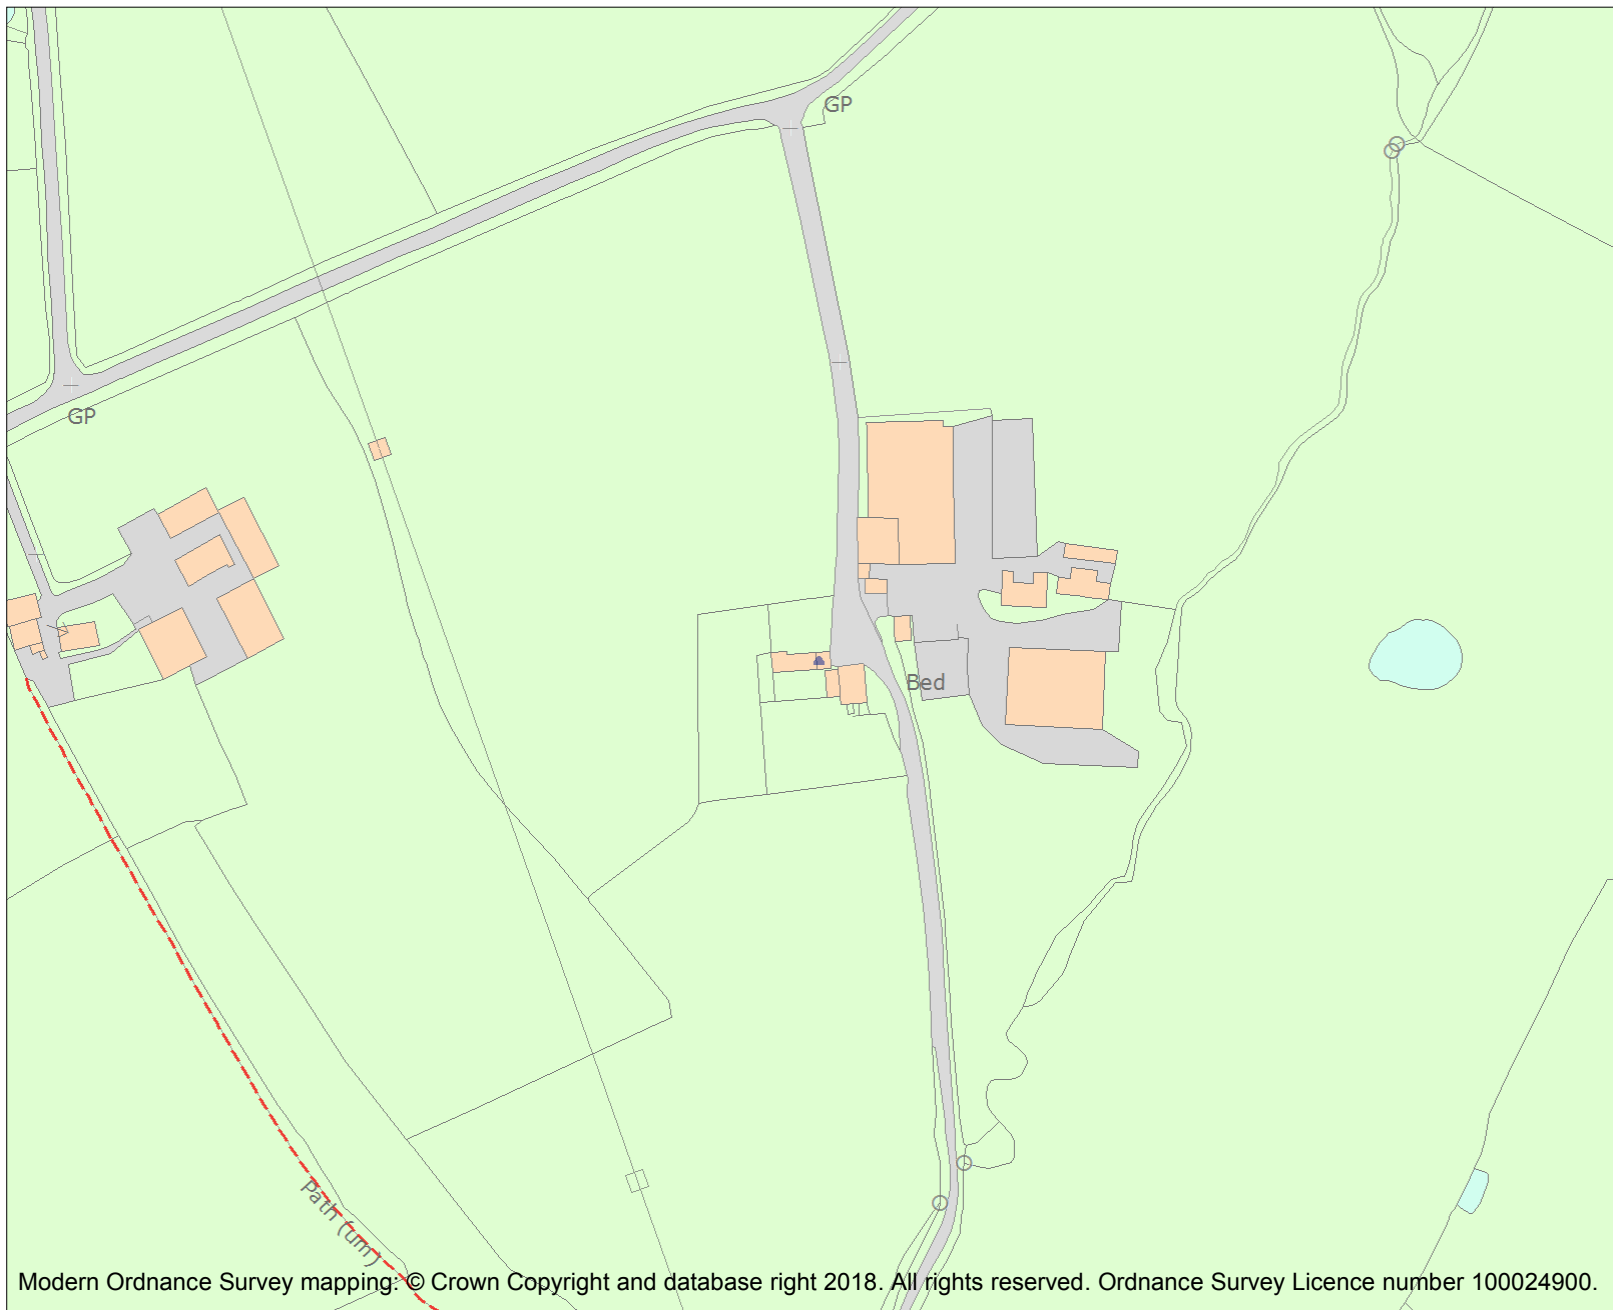 GP
GP
Bed
Path (um)
Modern Ordnance Survey mapping: © Crown Copyright and database right 2018. All rights reserved. Ordnance Survey Licence number 100024900.